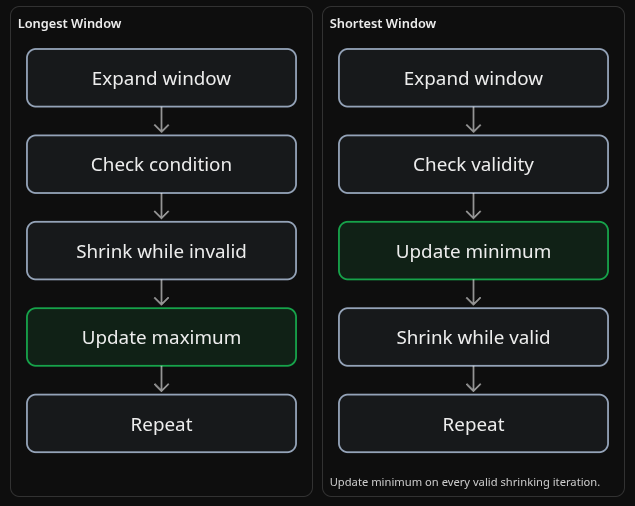 Longest Window
Expand window
Check condition
Shrink while invalid
Update maximum
Repeat
Shortest Window
Expand window
Check validity
Update minimum
Shrink while valid
Repeat
Update minimum on every valid shrinking iteration.